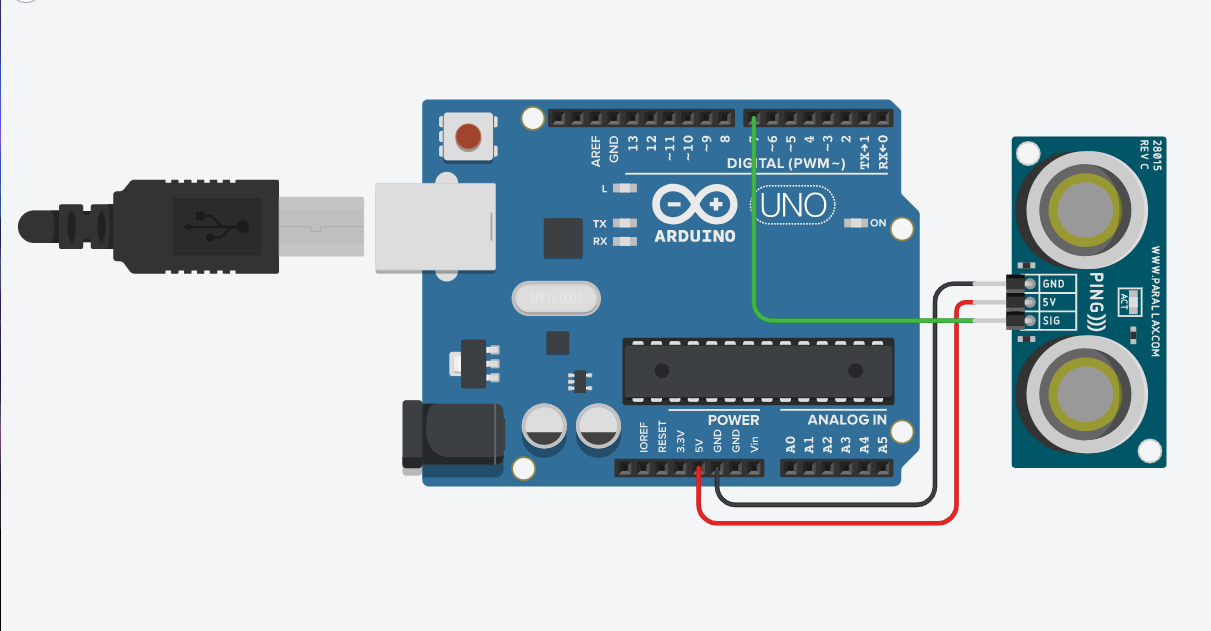 AREF
GND
13
12
~11
~10
~9
8
7
~6
~5
4
~3
2
TX→1
RX←0
DIGITAL (PWM~)
L
TX
RX
ARDUINO
UNO
ON
SPK16.000G
POWER
ANALOG IN
IOREF
RESET
3.3V
5V
GND
GND
Vin
A0
A1
A2
A3
A4
A5
28015
REV C
GND
5V
SIG
PING)))
ACT
WWW.PARALLAX.COM